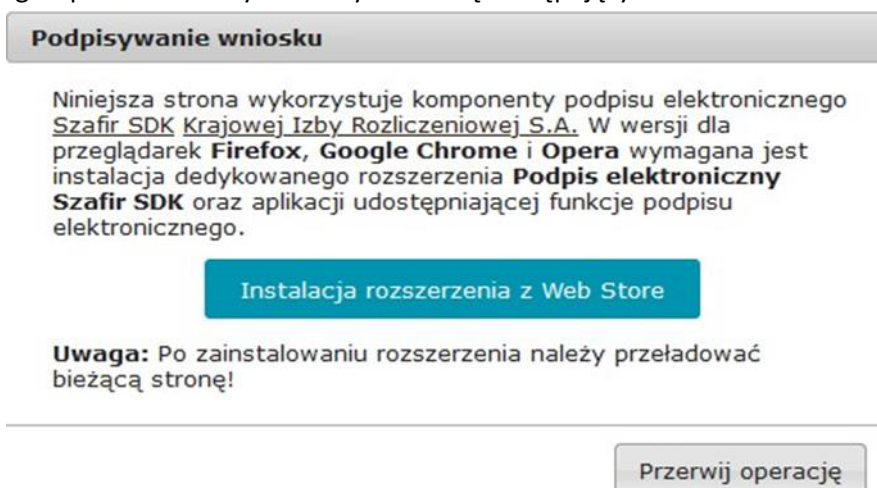 Podpisywanie wniosku
Niniejsza strona wykorzystuje komponenty podpisu elektronicznego
Szafir SDK Krajowej Izby Rozliczeniowej S.A. W wersji dla
przeglądarek Firefox, Google Chrome i Opera wymagana jest
instalacja dedykowanego rozszerzenia Podpis elektroniczny
Szafir SDK oraz aplikacji udostępniającej funkcje podpisu
elektronicznego.
Instalacja rozszerzenia z Web Store
Uwaga: Po zainstalowaniu rozszerzenia należy przeładować
bieżącą stronę!
Przerwij operację